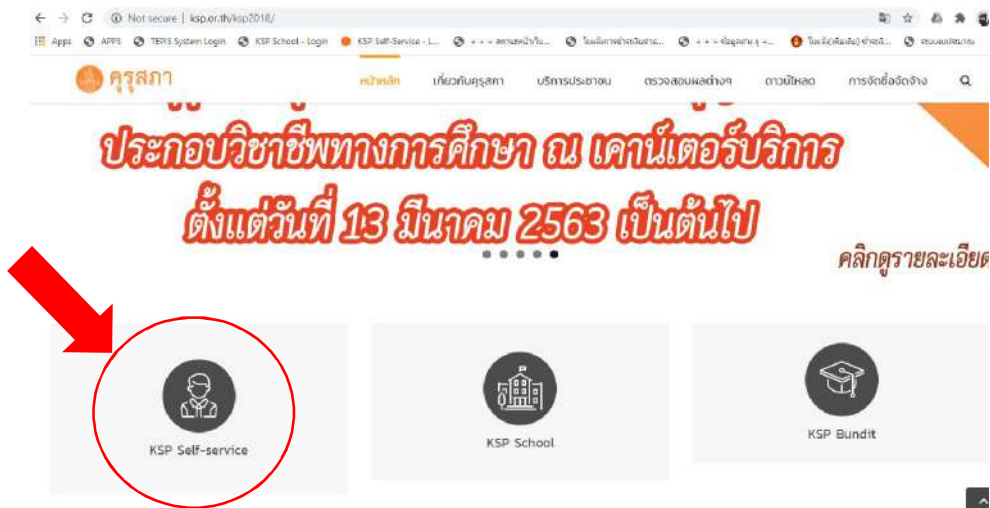 Not secure | ksp.or.th/ksp2018/
Apps APPS TEPIS System Login KSP School - Login KSP Self-Service - L...
คุรุสภา หน้าหลัก เกี่ยวกับคุรุสภา บริการประชาชน ตรวจสอบผลต่างๆ ดาวน์โหลด การจัดซื้อจัดจ้าง
ประกอบวิชาชีพทางการศึกษา ณ เคาน์เตอร์บริการ
ตั้งแต่วันที่ 13 มีนาคม 2563 เป็นต้นไป
คลิกดูรายละเอียด
KSP Self-service
KSP School
KSP Bundit